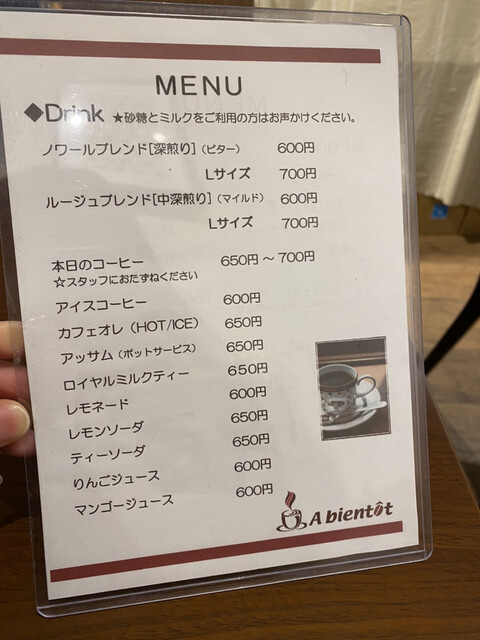 MENU
◆Drink ★砂糖とミルクをご利用の方はお声かけください。
ノワールブレンド[深煎り](ビター) 600円
Lサイズ 700円
ルージュブレンド[中深煎り](マイルド) 600円
Lサイズ 700円
本日のコーヒー 650円～700円
☆スタッフにおたずねください
アイスコーヒー 600円
カフェオレ(HOT/ICE) 650円
アッサム(ポットサービス) 650円
ロイヤルミルクティー 650円
レモネード 600円
レモンソーダ 650円
ティーソーダ 650円
りんごジュース 600円
マンゴージュース 600円
A bientôt